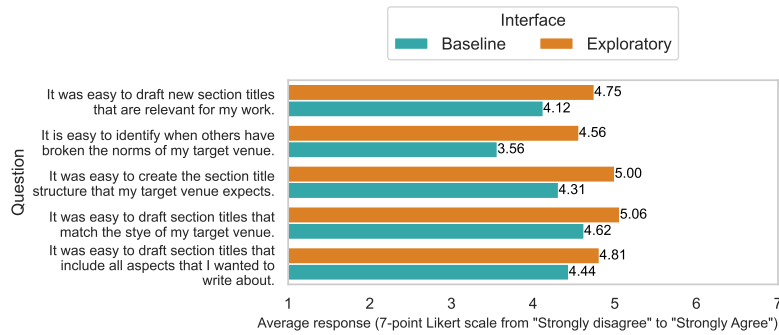 Interface
Baseline
Exploratory
Question
It was easy to draft new section titles
that are relevant for my work.
4.75
4.12
It is easy to identify when others have
broken the norms of my target venue.
4.56
3.56
It was easy to create the section title
structure that my target venue expects.
5.00
4.31
It was easy to draft section titles that
match the stye of my target venue.
5.06
4.62
It was easy to draft section titles that
include all aspects that I wanted to
write about.
4.81
4.44
1 2 3 4 5 6 7
Average response (7-point Likert scale from "Strongly disagree" to "Strongly Agree")